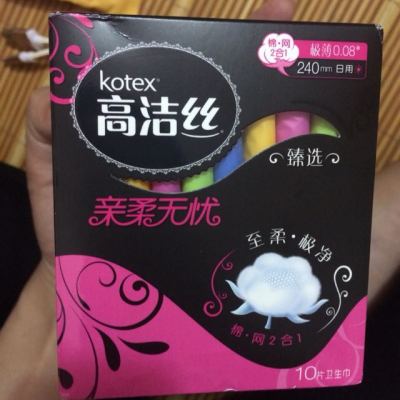 棉·网
2合1
极薄0.08*
240mm 日用
kotex
高洁丝
臻选
亲柔无忧
至柔·极净
棉·网2合1
10片卫生巾